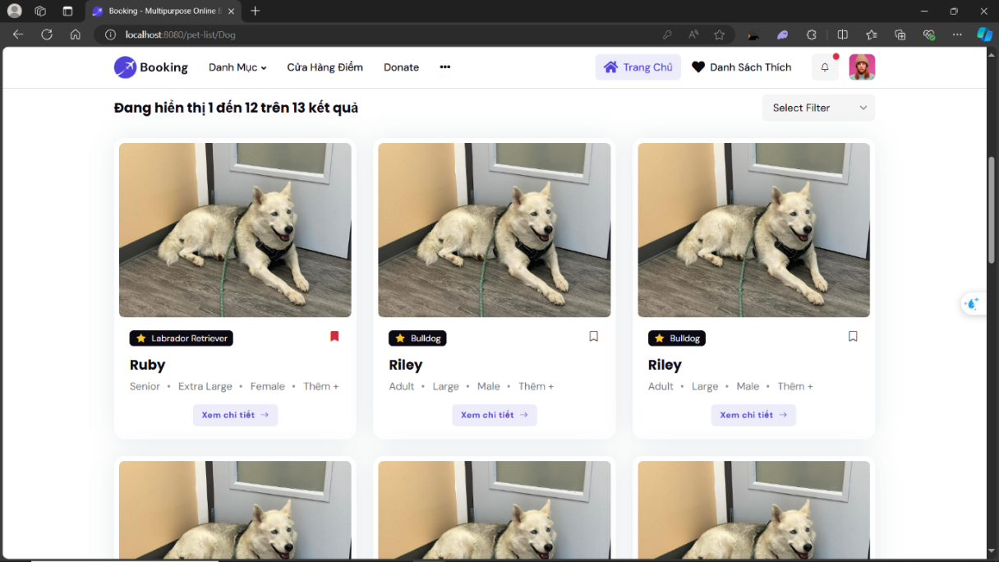 Booking - Multipurpose Online B
localhost:8080/pet-list/Dog
Booking Danh Mục Cửa Hàng Điểm Donate ••• Trang Chủ Danh Sách Thích
Đang hiển thị 1 đến 12 trên 13 kết quả
Select Filter
Labrador Retriever
Ruby
Senior • Extra Large • Female • Thêm +
Xem chi tiết →
Bulldog
Riley
Adult • Large • Male • Thêm +
Xem chi tiết →
Bulldog
Riley
Adult • Large • Male • Thêm +
Xem chi tiết →